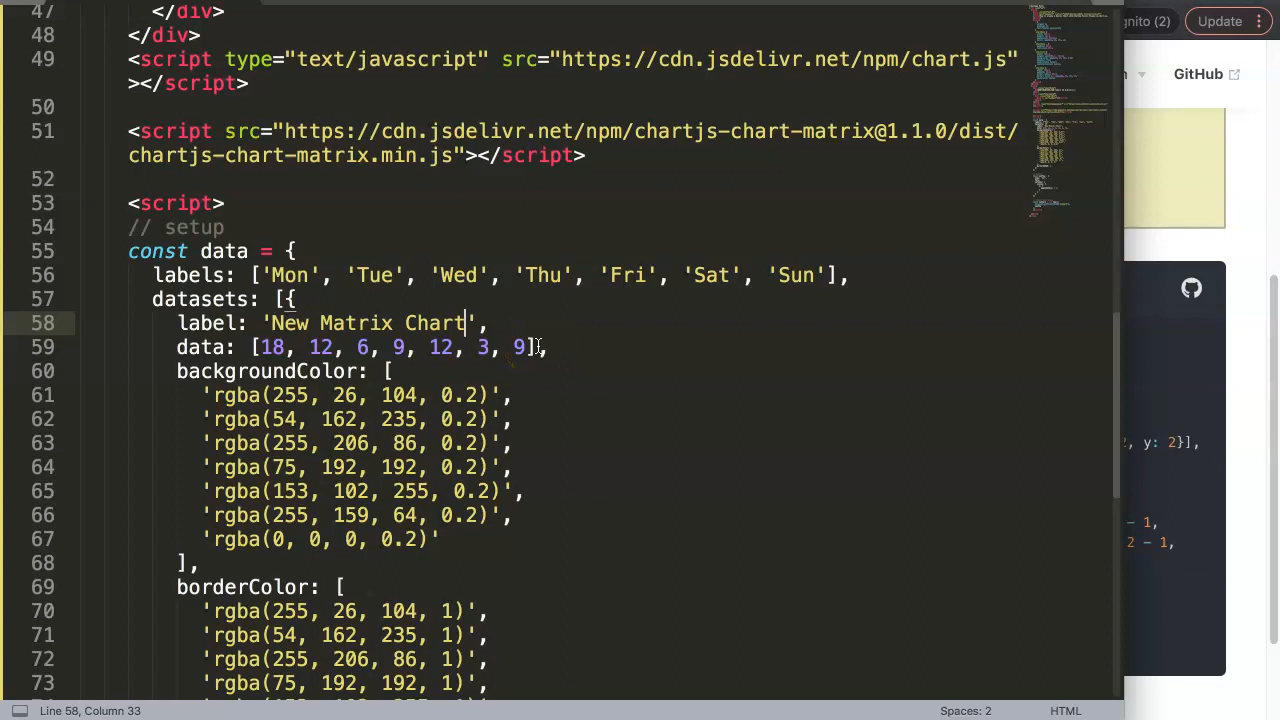 47 </div>
48 </div>
49 <script type="text/javascript" src="https://cdn.jsdelivr.net/npm/chart.js"
></script>
50
51 <script src="https://cdn.jsdelivr.net/npm/chartjs-chart-matrix@1.1.0/dist/
chartjs-chart-matrix.min.js"></script>
52
53 <script>
54 // setup
55 const data = {
56 labels: ['Mon', 'Tue', 'Wed', 'Thu', 'Fri', 'Sat', 'Sun'],
57 datasets: [{
58 label: 'New Matrix Chart',
59 data: [18, 12, 6, 9, 12, 3, 9],
60 backgroundColor: [
61 'rgba(255, 26, 104, 0.2)',
62 'rgba(54, 162, 235, 0.2)',
63 'rgba(255, 206, 86, 0.2)',
64 'rgba(75, 192, 192, 0.2)',
65 'rgba(153, 102, 255, 0.2)',
66 'rgba(255, 159, 64, 0.2)',
67 'rgba(0, 0, 0, 0.2)'
68 ],
69 borderColor: [
70 'rgba(255, 26, 104, 1)',
71 'rgba(54, 162, 235, 1)',
72 'rgba(255, 206, 86, 1)',
73 'rgba(75, 192, 192, 1)',
Line 58, Column 33 Spaces: 2 HTML
gnito (2) Update
GitHub
2, y: 2}],
- 1,
2 - 1,